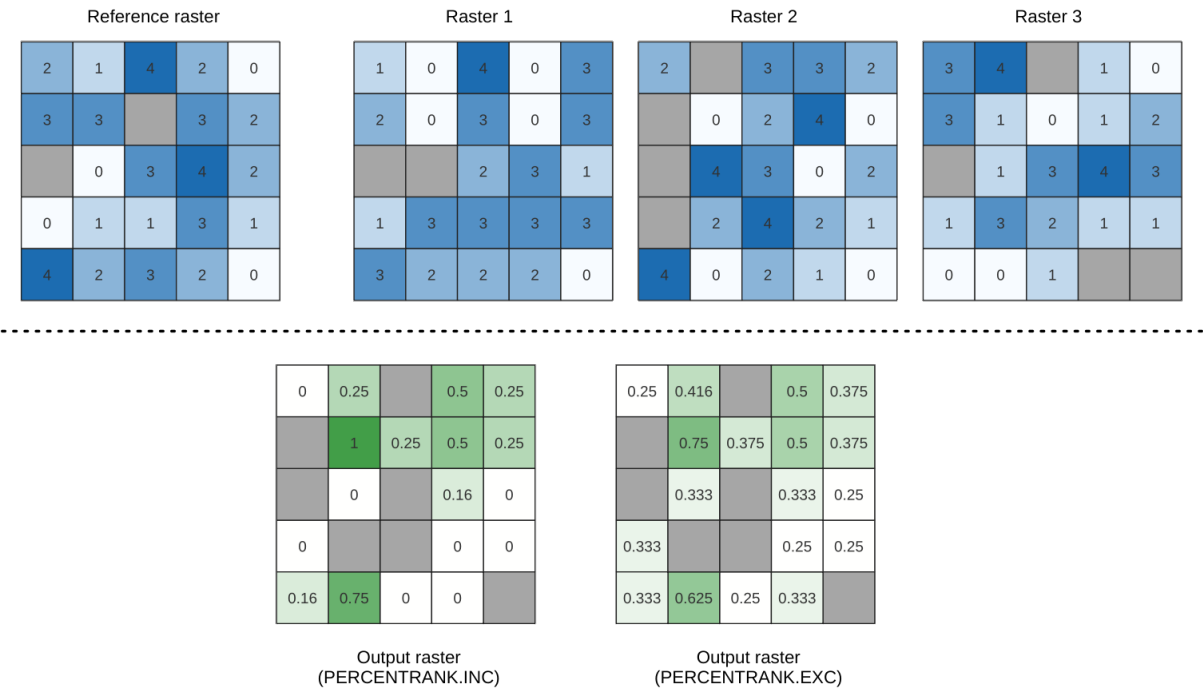 Reference raster Raster 1 Raster 2 Raster 3
2 1 4 2 0 1 0 4 0 3 2 3 3 2 3 4 1 0
3 3 3 2 2 0 3 0 3 0 2 4 0 3 1 0 1 2
0 3 4 2 2 3 1 4 3 0 2 1 3 4 3
0 1 1 3 1 1 3 3 3 3 2 4 2 1 1 3 2 1 1
4 2 3 2 0 3 2 2 2 0 4 0 2 1 0 0 0 1
0 0.25 0.5 0.25 0.25 0.416 0.5 0.375
1 0.25 0.5 0.25 0.75 0.375 0.5 0.375
0 0.16 0 0.333 0.333 0.25
0 0 0 0.333 0.25 0.25
0.16 0.75 0 0 0.333 0.625 0.25 0.333
Output raster Output raster
(PERCENTRANK.INC) (PERCENTRANK.EXC)